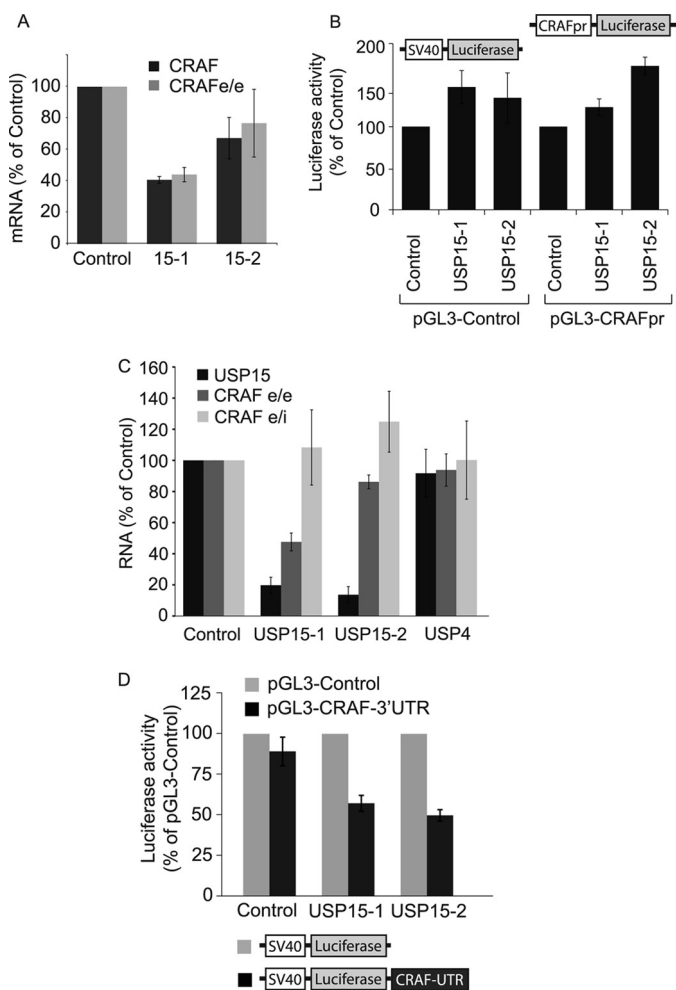 A
CRAF
CRAFe/e
mRNA (% of Control)
100
80
60
40
20
0
Control 15-1 15-2
B
SV40 Luciferase
CRAFpr Luciferase
Luciferase activity
(% of Control)
200
150
100
50
0
Control USP15-1 USP15-2 Control USP15-1 USP15-2
pGL3-Control pGL3-CRAFpr
C
USP15
CRAF e/e
CRAF e/i
RNA (% of Control)
160
140
120
100
80
60
40
20
0
Control USP15-1 USP15-2 USP4
D
pGL3-Control
pGL3-CRAF-3'UTR
Luciferase activity
(% of pGL3-Control)
125
100
75
50
25
0
Control USP15-1 USP15-2
SV40 Luciferase
SV40 Luciferase CRAF-UTR